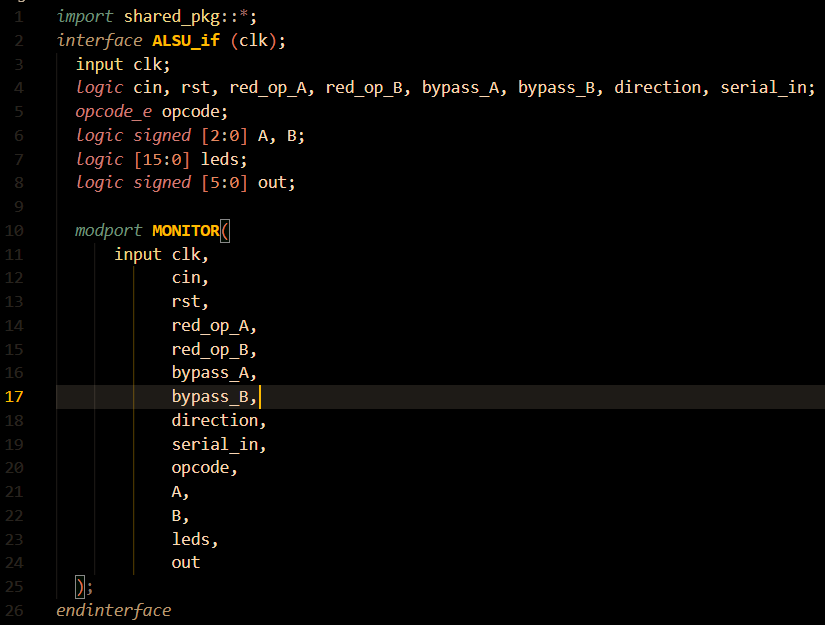 1 import shared_pkg::*;
2 interface ALSU_if (clk);
3 input clk;
4 logic cin, rst, red_op_A, red_op_B, bypass_A, bypass_B, direction, serial_in;
5 opcode_e opcode;
6 logic signed [2:0] A, B;
7 logic [15:0] leds;
8 logic signed [5:0] out;
9
10 modport MONITOR(
11 input clk,
12 cin,
13 rst,
14 red_op_A,
15 red_op_B,
16 bypass_A,
17 bypass_B,
18 direction,
19 serial_in,
20 opcode,
21 A,
22 B,
23 leds,
24 out
25 );
26 endinterface